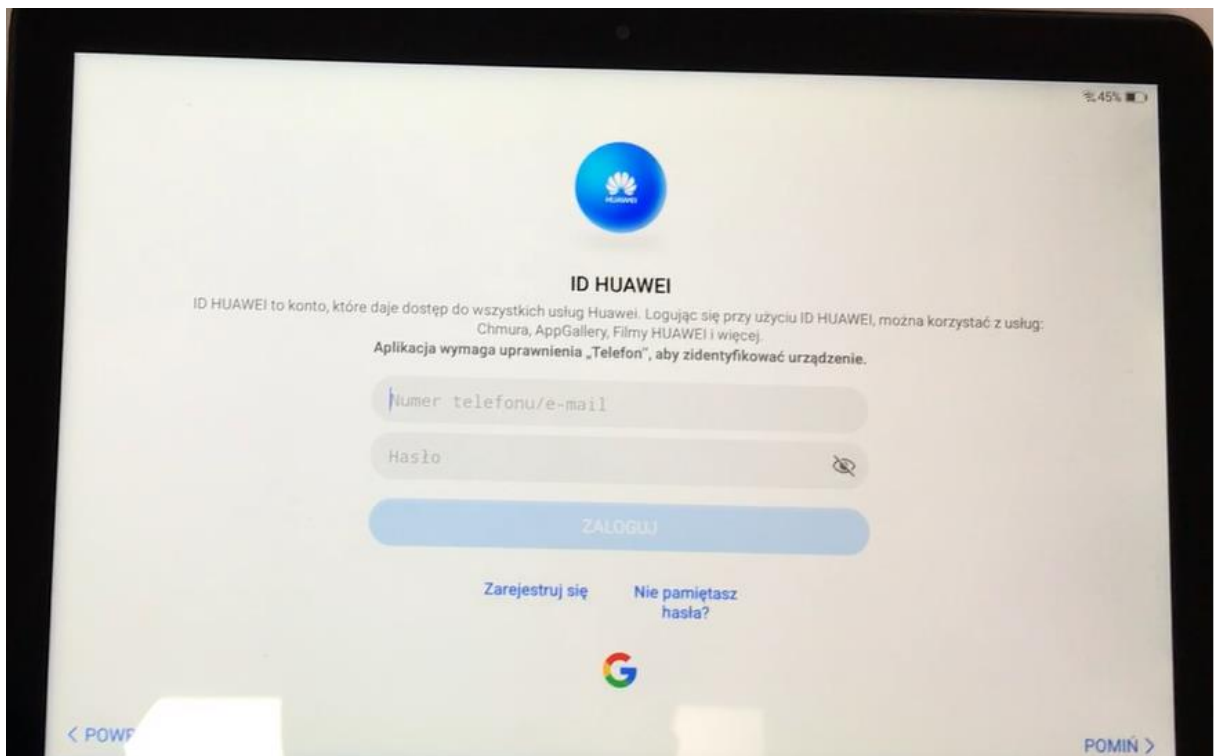 45%
HUAWEI
ID HUAWEI
ID HUAWEI to konto, które daje dostęp do wszystkich usług Huawei. Logując się przy użyciu ID HUAWEI, można korzystać z usług:
Chmura, AppGallery, Filmy HUAWEI i więcej.
Aplikacja wymaga uprawnienia „Telefon”, aby zidentyfikować urządzenie.
Numer telefonu/e-mail
Hasło
ZALOGUJ
Zarejestruj się
Nie pamiętasz
hasła?
G
POMIŃ >